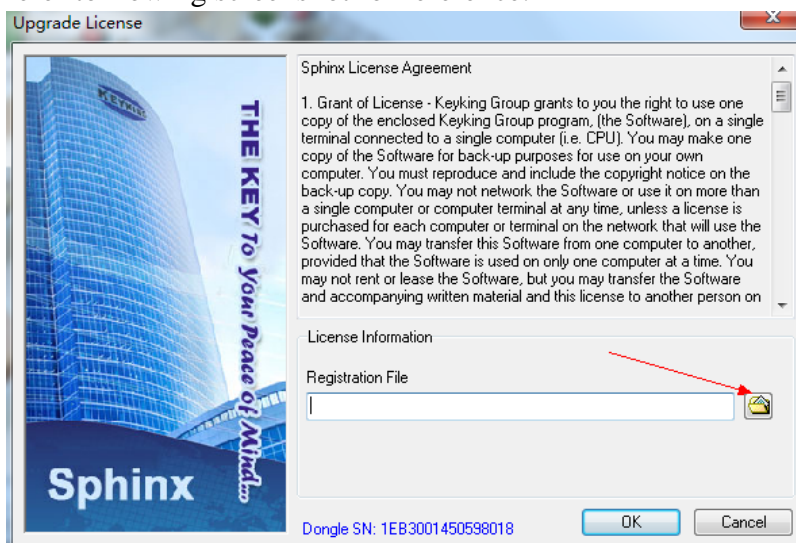 Upgrade License
KEYKING
THE KEY To Your Peace Of Mind...
Sphinx
Sphinx License Agreement
1. Grant of License - Keyking Group grants to you the right to use one
copy of the enclosed Keyking Group program, (the Software), on a single
terminal connected to a single computer (i.e. CPU). You may make one
copy of the Software for back-up purposes for use on your own
computer. You must reproduce and include the copyright notice on the
back-up copy. You may not network the Software or use it on more than
a single computer or computer terminal at any time, unless a license is
purchased for each computer or terminal on the network that will use the
Software. You may transfer this Software from one computer to another,
provided that the Software is used on only one computer at a time. You
may not rent or lease the Software, but you may transfer the Software
and accompanying written material and this license to another person on
License Information
Registration File
Dongle SN: 1EB3001450598018
OK
Cancel